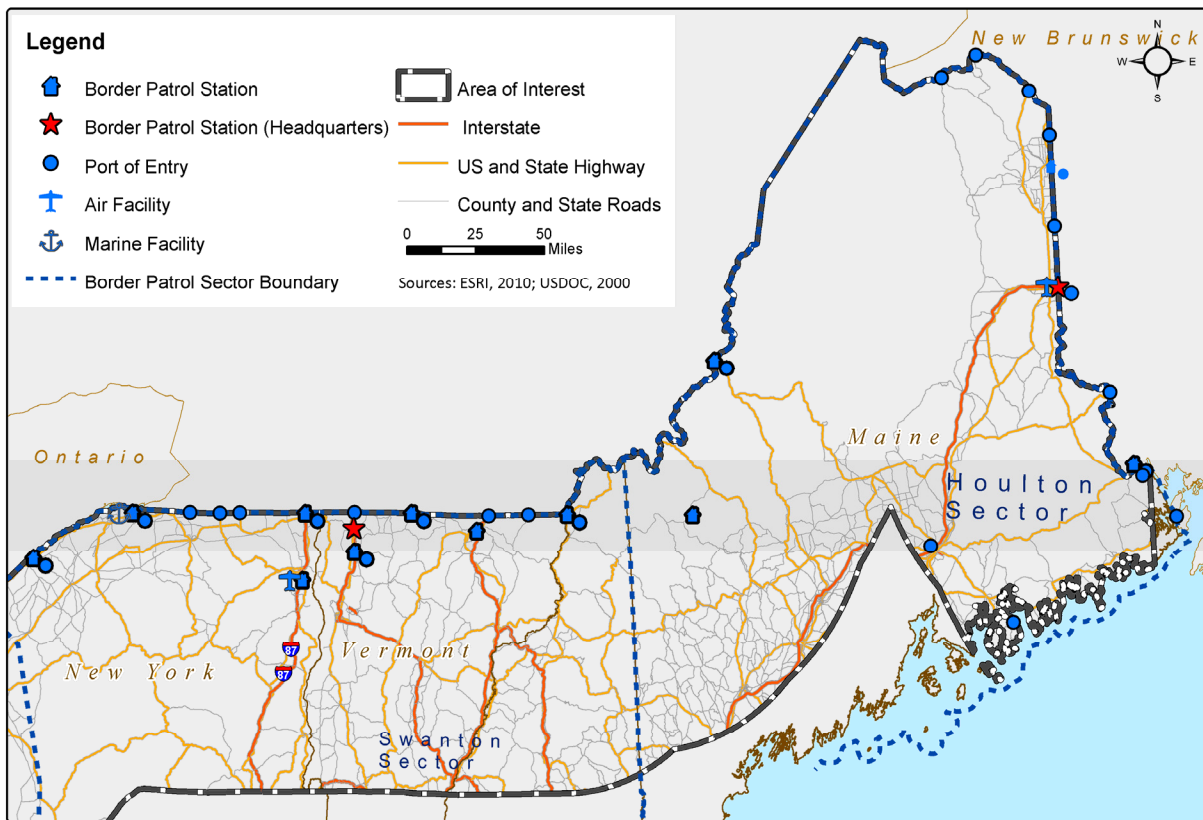 Legend
Border Patrol Station
Border Patrol Station (Headquarters)
Port of Entry
Air Facility
Marine Facility
Border Patrol Sector Boundary
Area of Interest
Interstate
US and State Highway
County and State Roads
0 25 50
Miles
Sources: ESRI, 2010; USDOC, 2000
New Brunswick
N
W E
S
Ontario
Maine
Houlton
Sector
87
87
New York
Vermont
Swanton
Sector